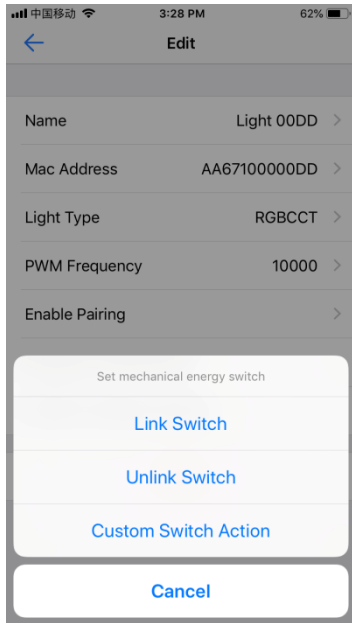 中国移动 3:28 PM 62%
Edit
Name Light 00DD
Mac Address AA67100000DD
Light Type RGBCCT
PWM Frequency 10000
Enable Pairing
Set mechanical energy switch
Link Switch
Unlink Switch
Custom Switch Action
Cancel